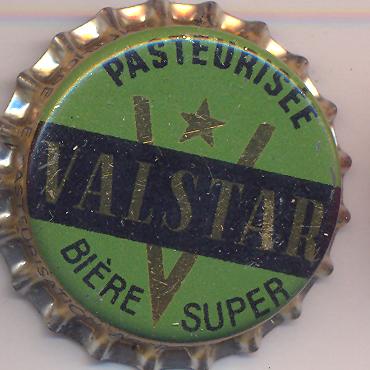 PASTEURISÉE
VALSTAR
BIÈRE SUPER